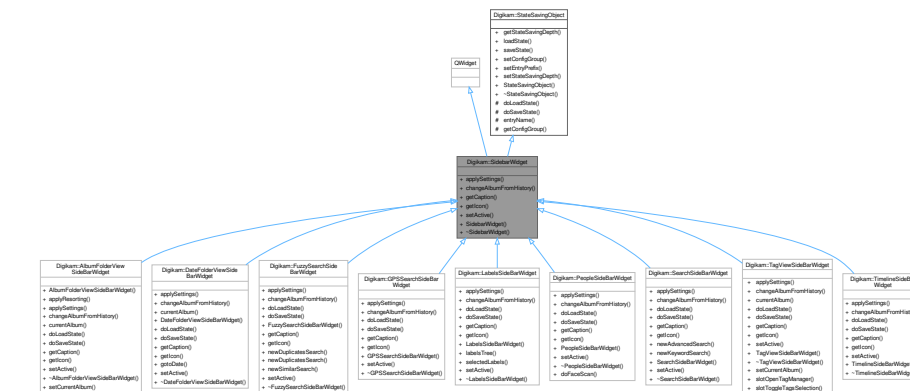 Digikam::StateSavingObject
+ getStateSavingDepth()
+ loadState()
+ saveState()
+ setConfigGroup()
+ setEntryPrefix()
+ setStateSavingDepth()
+ StateSavingObject()
+ ~StateSavingObject()
# doLoadState()
# doSaveState()
# entryName()
# getConfigGroup()
QWidget
Digikam::SidebarWidget
+ applySettings()
+ changeAlbumFromHistory()
+ getCaption()
+ getIcon()
+ setActive()
+ SidebarWidget()
+ ~SidebarWidget()
Digikam::AlbumFolderView
SideBarWidget
+ AlbumFolderViewSideBarWidget()
+ applySettings()
+ changeAlbumFromHistory()
+ currentAlbum()
+ doLoadState()
+ doSaveState()
+ getCaption()
+ getIcon()
+ setActive()
+ ~AlbumFolderViewSideBarWidget()
+ setCurrentAlbum()
Digikam::DateFolderViewSide
BarWidget
+ applySettings()
+ changeAlbumFromHistory()
+ currentAlbum()
+ DateFolderViewSideBarWidget()
+ doLoadState()
+ doSaveState()
+ getCaption()
+ getIcon()
+ gotoDate()
+ setActive()
+ ~DateFolderViewSideBarWidget()
Digikam::FuzzySearchSide
BarWidget
+ applySettings()
+ changeAlbumFromHistory()
+ doLoadState()
+ doSaveState()
+ FuzzySearchSideBarWidget()
+ getCaption()
+ getIcon()
+ newDuplicatesSearch()
+ newDuplicatesSearch()
+ newSimilarSearch()
+ setActive()
+ ~FuzzySearchSideBarWidget()
Digikam::GPSSearchSideBar
Widget
+ applySettings()
+ changeAlbumFromHistory()
+ doLoadState()
+ doSaveState()
+ getCaption()
+ getIcon()
+ GPSSearchSideBarWidget()
+ setActive()
+ ~GPSSearchSideBarWidget()
Digikam::LabelsSideBarWidget
+ applySettings()
+ changeAlbumFromHistory()
+ doLoadState()
+ doSaveState()
+ getCaption()
+ getIcon()
+ LabelsSideBarWidget()
+ labelsTree()
+ selectedLabels()
+ setActive()
+ ~LabelsSideBarWidget()
Digikam::PeopleSideBarWidget
+ applySettings()
+ changeAlbumFromHistory()
+ doLoadState()
+ doSaveState()
+ getCaption()
+ getIcon()
+ PeopleSideBarWidget()
+ setActive()
+ ~PeopleSideBarWidget()
+ doFaceScan()
Digikam::SearchSideBarWidget
+ applySettings()
+ changeAlbumFromHistory()
+ doLoadState()
+ doSaveState()
+ getCaption()
+ getIcon()
+ newAdvancedSearch()
+ newKeywordSearch()
+ SearchSideBarWidget()
+ setActive()
+ ~SearchSideBarWidget()
Digikam::TagViewSideBarWidget
+ applySettings()
+ changeAlbumFromHistory()
+ currentAlbum()
+ doLoadState()
+ doSaveState()
+ getCaption()
+ getIcon()
+ setActive()
+ TagViewSideBarWidget()
+ ~TagViewSideBarWidget()
+ setCurrentAlbum()
+ slotOpenTagManager()
+ slotToggleTagsSelection()
Digikam::TimelineSideB
Widget
+ applySettings()
+ changeAlbumFromHist
+ doLoadState()
+ doSaveState()
+ getCaption()
+ getIcon()
+ setActive()
+ TimelineSideBarWidg
+ ~TimelineSideBarWid